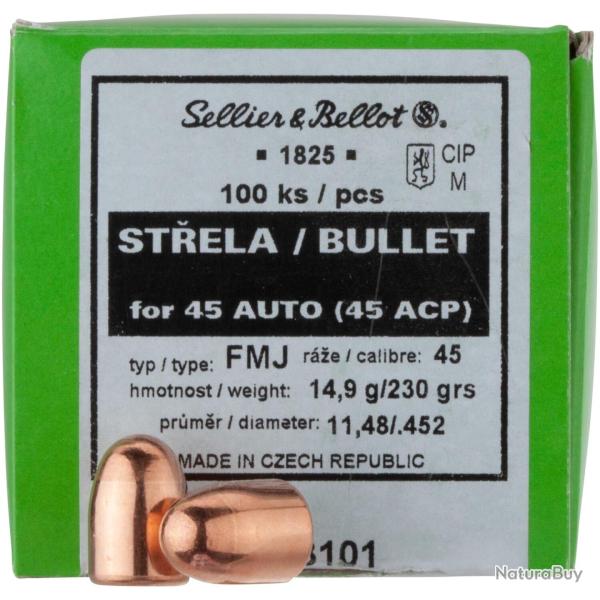 Sellier & Bellot S&B.
▪ 1825 ▪
CIP
M
100 ks / pcs
STŘELA / BULLET
for 45 AUTO (45 ACP)
typ / type: FMJ ráže / calibre: 45
hmotnost / weight: 14,9 g/230 grs
průměr / diameter: 11,48/.452
MADE IN CZECH REPUBLIC
101
NaturaBuy